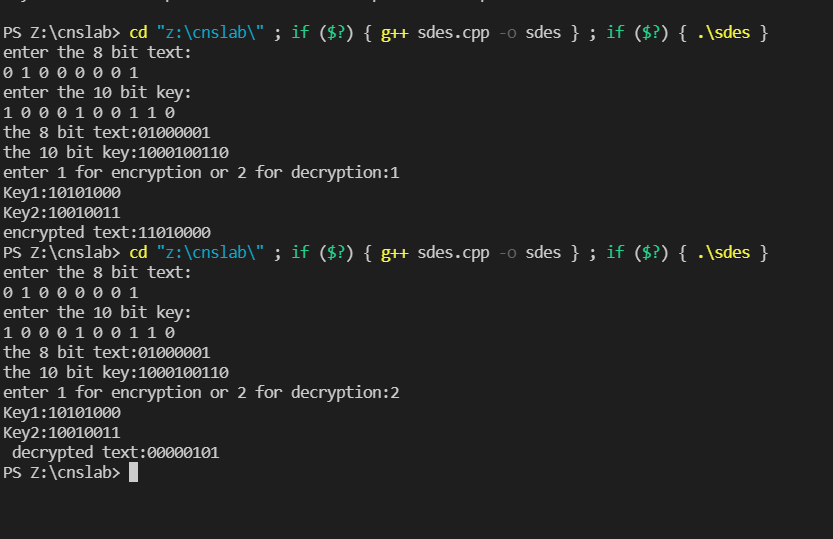 PS Z:\cnslab> cd "z:\cnslab\" ; if ($?) { g++ sdes.cpp -o sdes } ; if ($?) { .\sdes }
enter the 8 bit text:
0 1 0 0 0 0 0 1
enter the 10 bit key:
1 0 0 0 1 0 0 1 1 0
the 8 bit text:01000001
the 10 bit key:1000100110
enter 1 for encryption or 2 for decryption:1
Key1:10101000
Key2:10010011
encrypted text:11010000
PS Z:\cnslab> cd "z:\cnslab\" ; if ($?) { g++ sdes.cpp -o sdes } ; if ($?) { .\sdes }
enter the 8 bit text:
0 1 0 0 0 0 0 1
enter the 10 bit key:
1 0 0 0 1 0 0 1 1 0
the 8 bit text:01000001
the 10 bit key:1000100110
enter 1 for encryption or 2 for decryption:2
Key1:10101000
Key2:10010011
 decrypted text:00000101
PS Z:\cnslab>